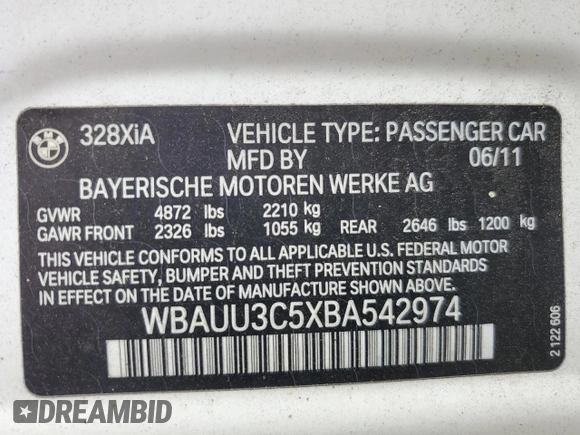 BMW
328XiA VEHICLE TYPE: PASSENGER CAR
MFD BY 06/11
BAYERISCHE MOTOREN WERKE AG
GVWR 4872 lbs 2210 kg
GAWR FRONT 2326 lbs 1055 kg REAR 2646 lbs 1200 kg
THIS VEHICLE CONFORMS TO ALL APPLICABLE U.S. FEDERAL MOTOR
VEHICLE SAFETY, BUMPER AND THEFT PREVENTION STANDARDS IN
EFFECT ON THE DATE OF MANUFACTURE SHOWN ABOVE.
WBAUU3C5XBA542974
2 122 606
DREAMBID